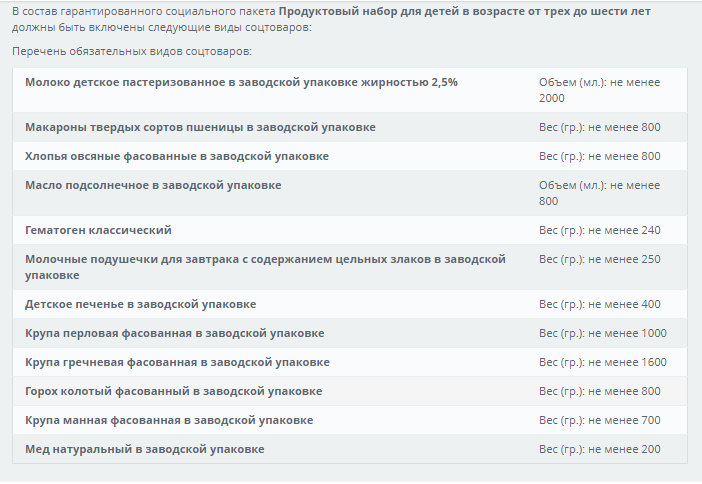 В состав гарантированного социального пакета Продуктовый набор для детей в возрасте от трех до шести лет
должны быть включены следующие виды соцтоваров:
Перечень обязательных видов соцтоваров:
Молоко детское пастеризованное в заводской упаковке жирностью 2,5% Объем (мл.): не менее
2000
Макароны твердых сортов пшеницы в заводской упаковке Вес (гр.): не менее 800
Хлопья овсяные фасованные в заводской упаковке Вес (гр.): не менее 800
Масло подсолнечное в заводской упаковке Объем (мл.): не менее
800
Гематоген классический Вес (гр.): не менее 240
Молочные подушечки для завтрака с содержанием цельных злаков в заводской Вес (гр.): не менее 250
упаковке
Детское печенье в заводской упаковке Вес (гр.): не менее 400
Крупа перловая фасованная в заводской упаковке Вес (гр.): не менее 1000
Крупа гречневая фасованная в заводской упаковке Вес (гр.): не менее 1600
Горох колотый фасованный в заводской упаковке Вес (гр.): не менее 800
Крупа манная фасованная в заводской упаковке Вес (гр.): не менее 700
Мед натуральный в заводской упаковке Вес (гр.): не менее 200